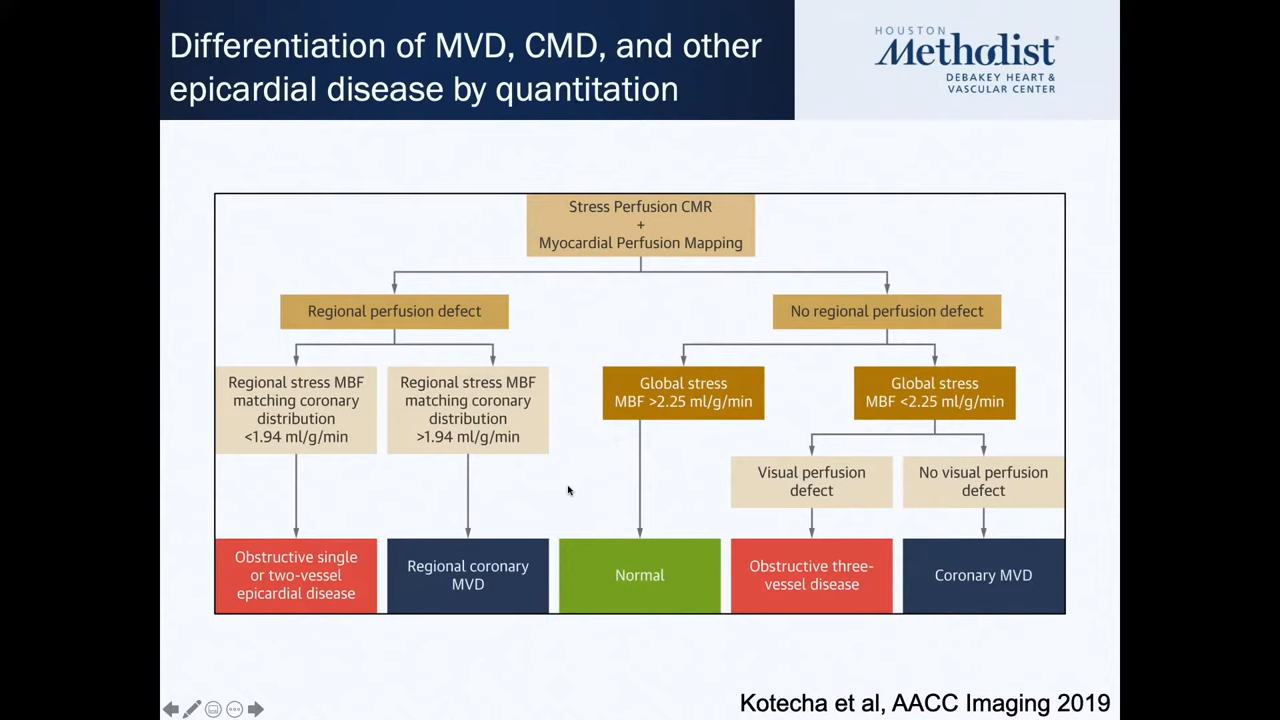 Differentiation of MVD, CMD, and other
epicardial disease by quantitation
HOUSTON
Methodist
DEBAKEY HEART &
VASCULAR CENTER
Stress Perfusion CMR
+
Myocardial Perfusion Mapping
Regional perfusion defect
No regional perfusion defect
Regional stress MBF
matching coronary
distribution
<1.94 ml/g/min
Regional stress MBF
matching coronary
distribution
>1.94 ml/g/min
Global stress
MBF >2.25 ml/g/min
Global stress
MBF <2.25 ml/g/min
Visual perfusion
defect
No visual perfusion
defect
Obstructive single
or two-vessel
epicardial disease
Regional coronary
MVD
Normal
Obstructive three-
vessel disease
Coronary MVD
Kotecha et al, AACC Imaging 2019